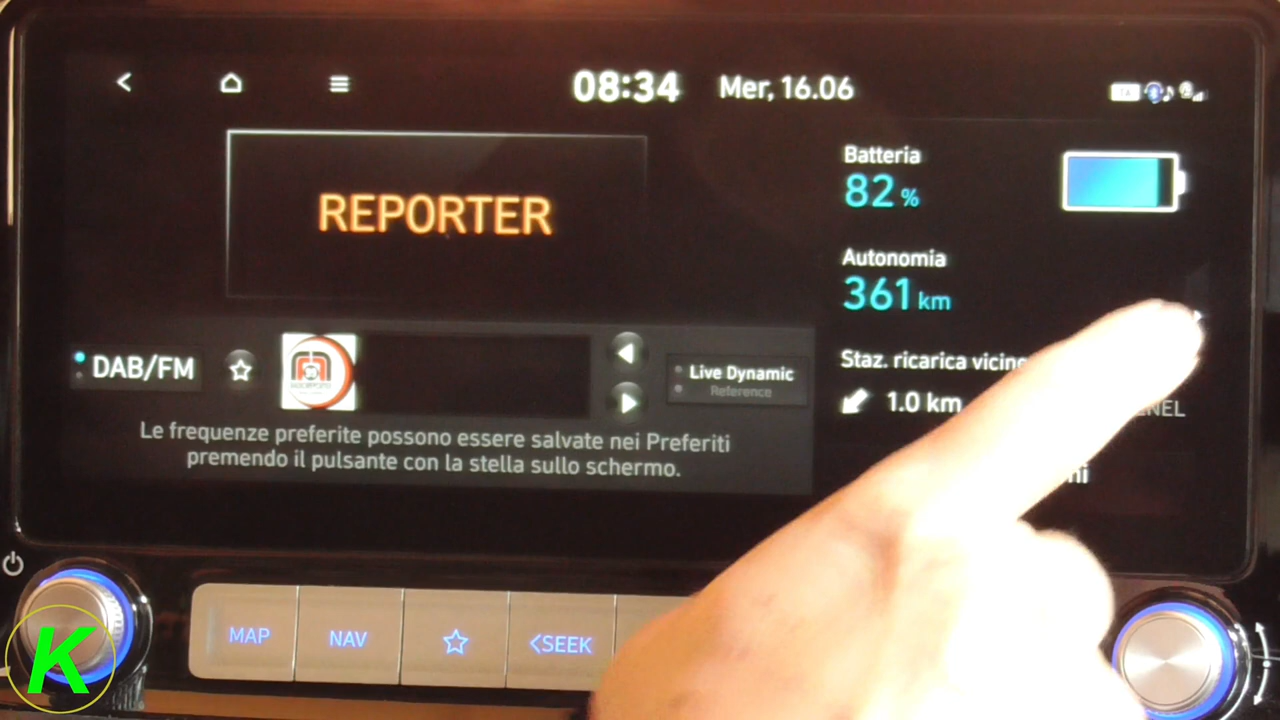 08:34 Mer, 16.06
REPORTER
Batteria
82 %
Autonomia
361 km
DAB/FM
Live Dynamic
Reference
Staz. ricarica vicine
1.0 km
Le frequenze preferite possono essere salvate nei Preferiti
premendo il pulsante con la stella sullo schermo.
MAP NAV <SEEK
K